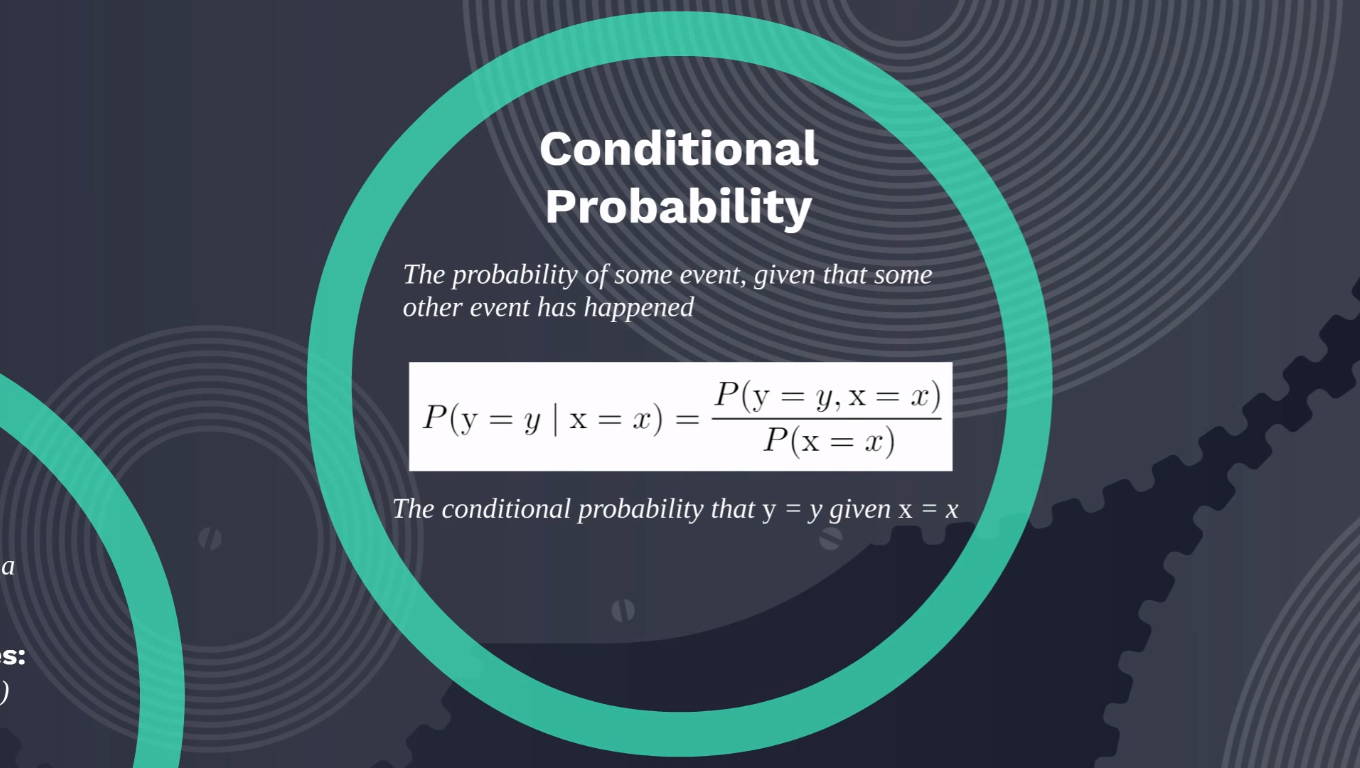 Conditional
Probability
The probability of some event, given that some
other event has happened
P(y = y | x = x) = P(y = y, x = x) / P(x = x)
The conditional probability that y = y given x = x
a
es:
)